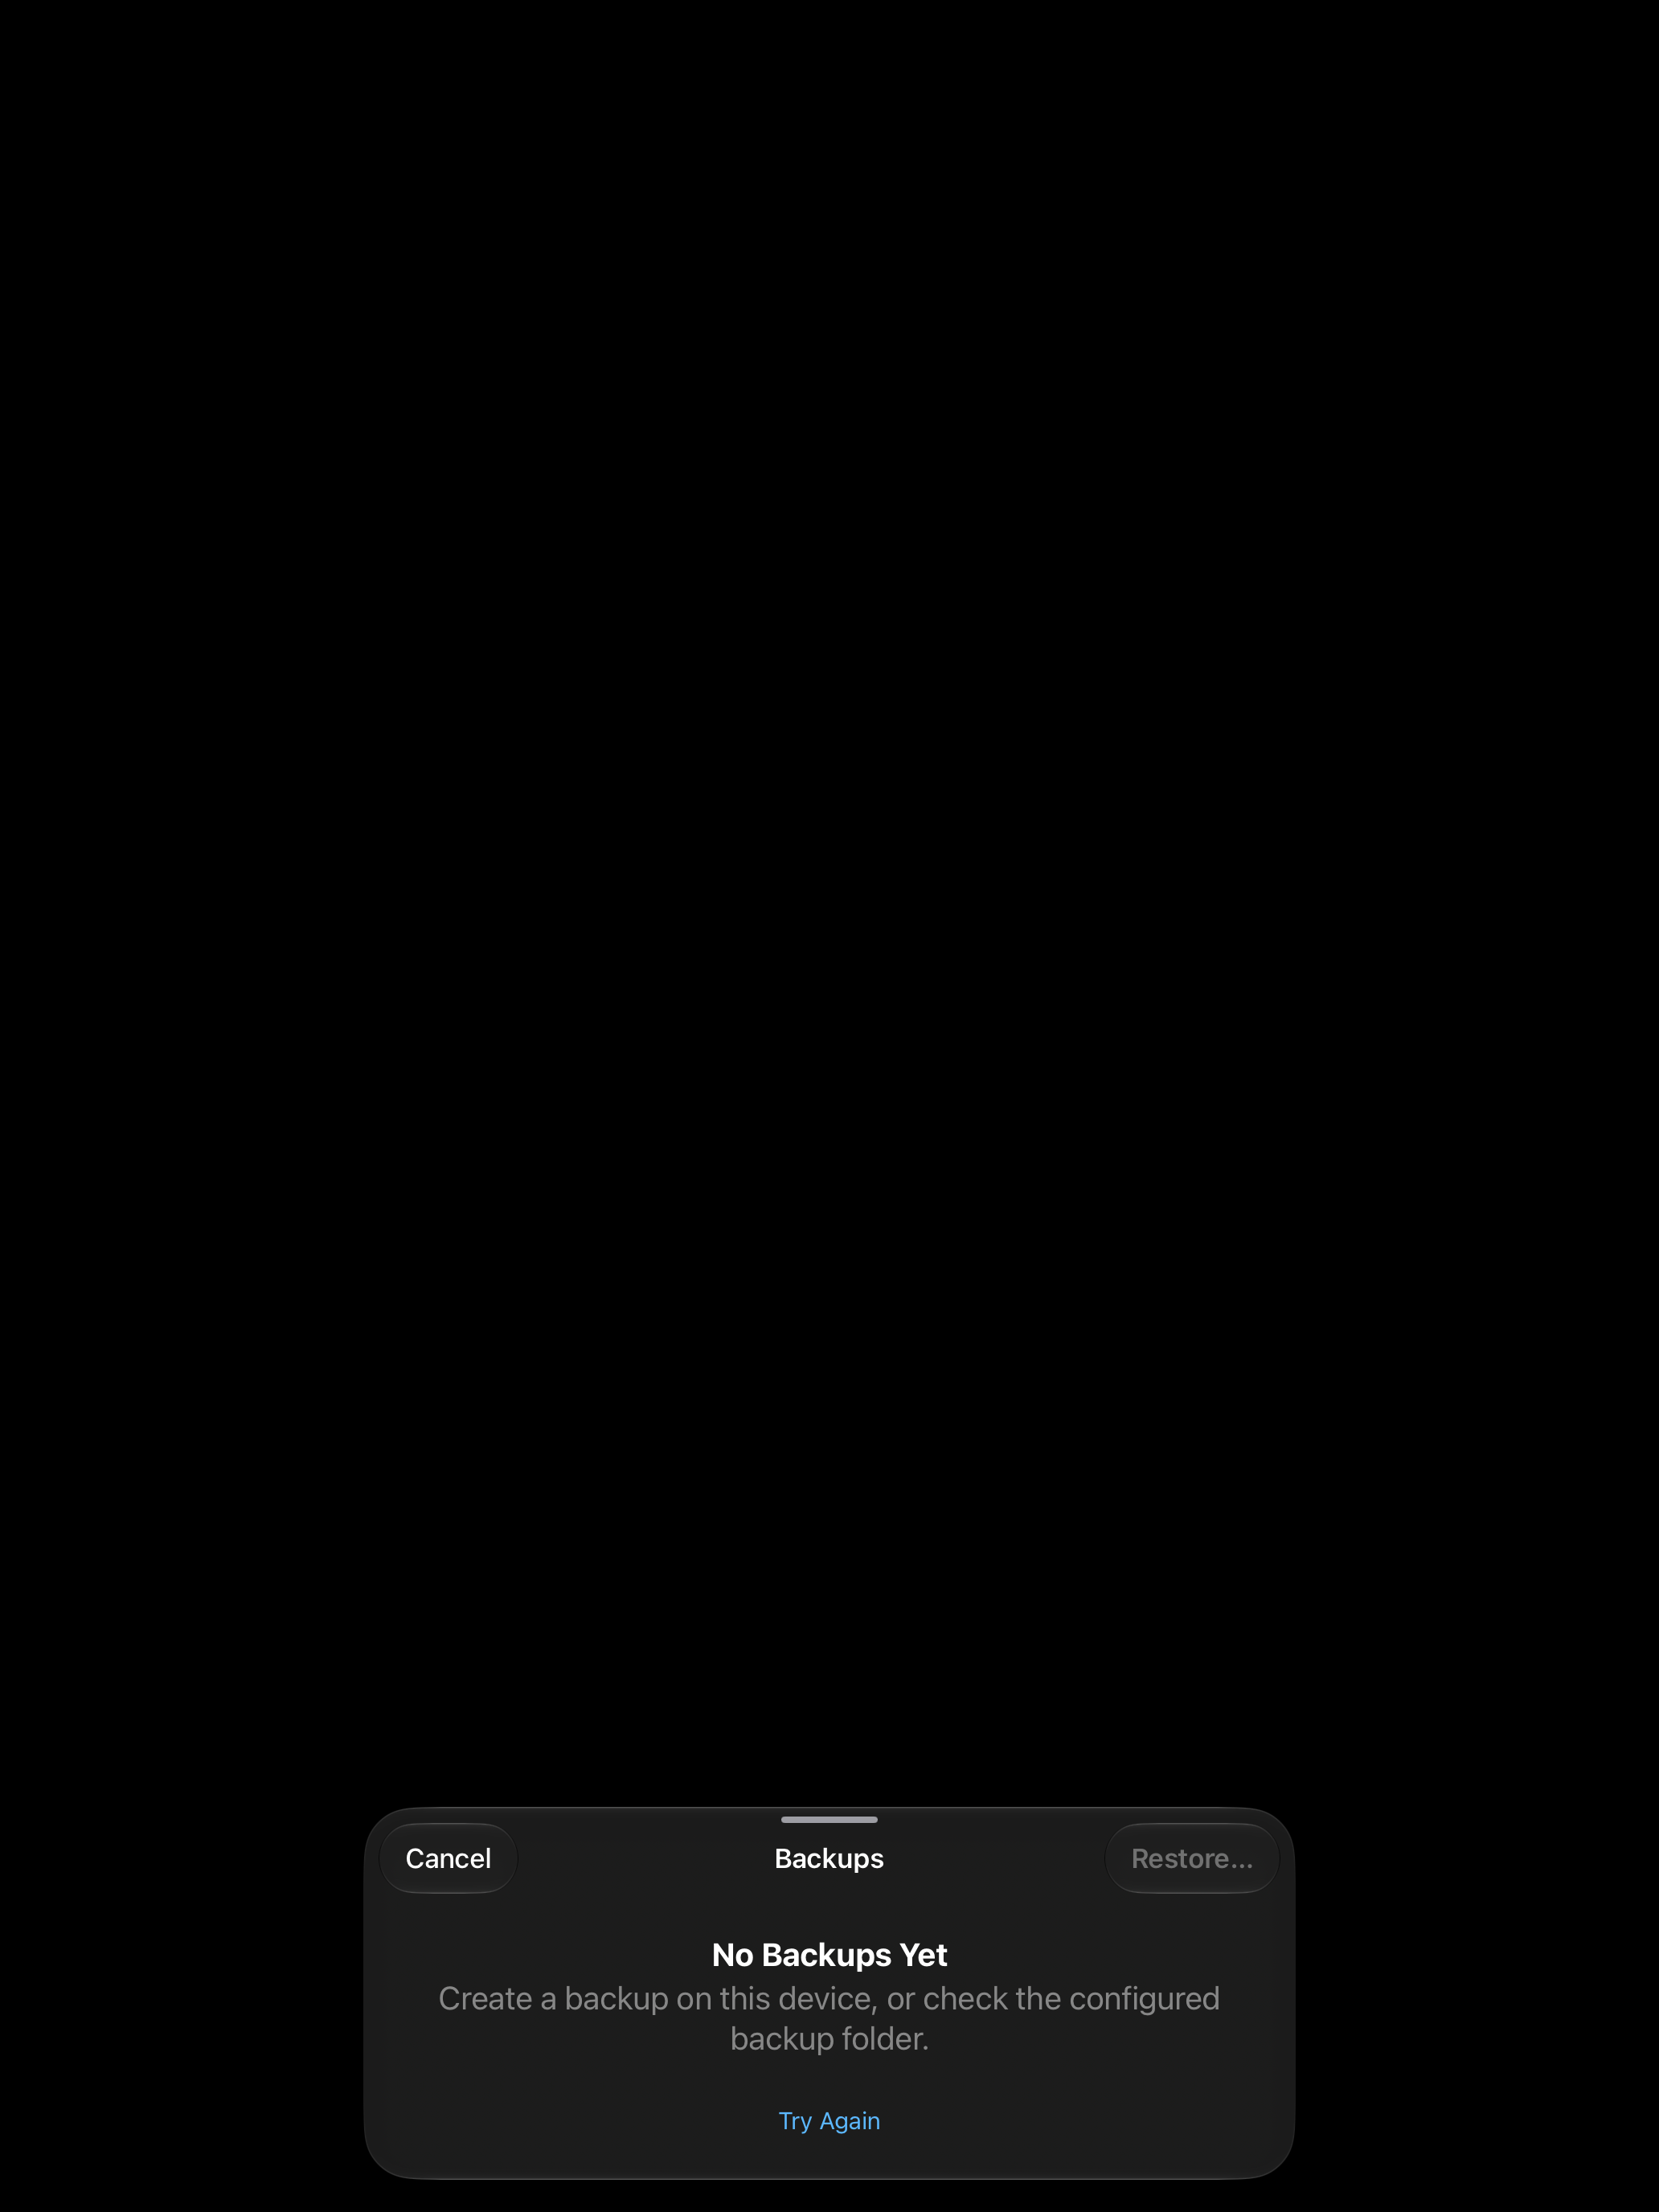 Cancel
Backups
Restore...
No Backups Yet
Create a backup on this device, or check the configured
backup folder.
Try Again